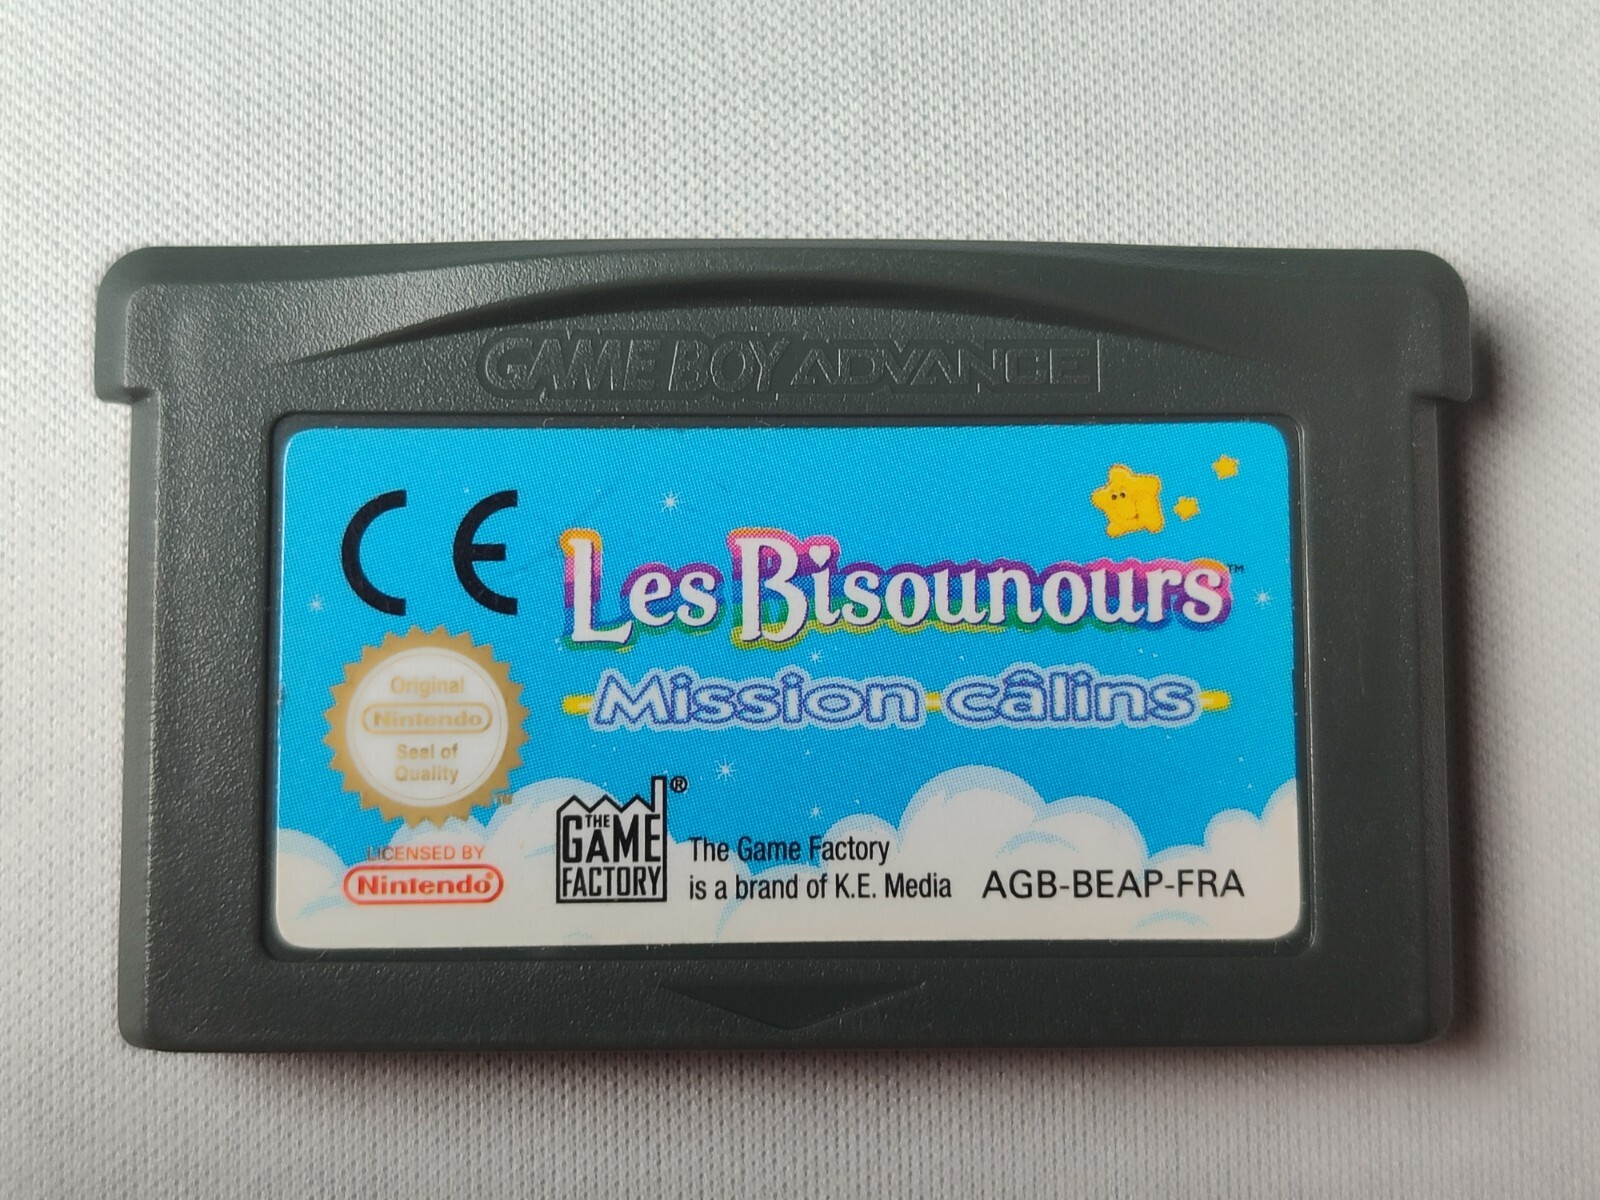 GAME BOY ADVANCE
CE
Les Bisounours™
Mission câlins
Original
Nintendo
Seal of
Quality
TM
LICENSED BY
Nintendo®
THE
GAME
FACTORY
®
The Game Factory
is a brand of K.E. Media
AGB-BEAP-FRA